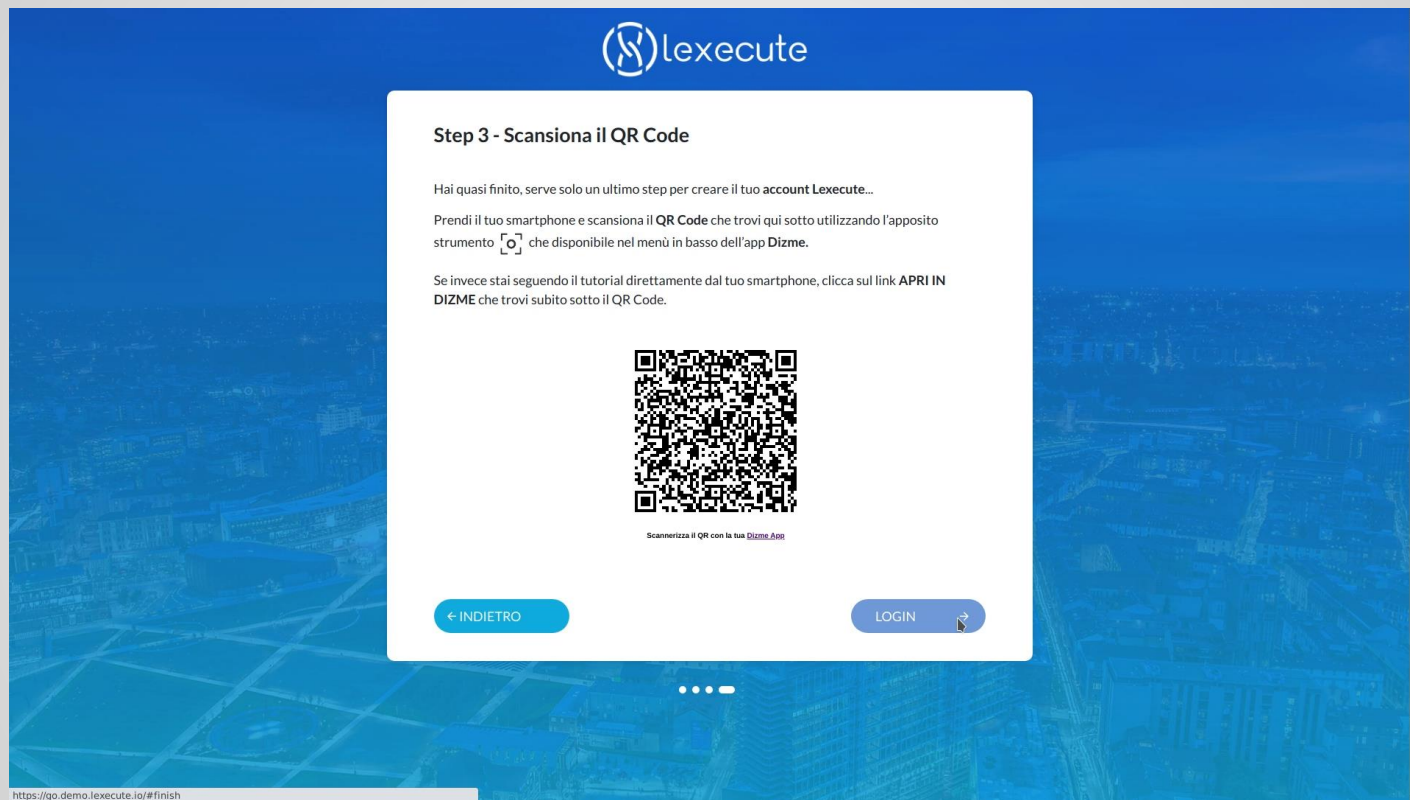 lexecute
Step 3 - Scansiona il QR Code
Hai quasi finito, serve solo un ultimo step per creare il tuo account Lexecute...
Prendi il tuo smartphone e scansiona il QR Code che trovi qui sotto utilizzando l'apposito
strumento che disponibile nel menù in basso dell'app Dizme.
Se invece stai seguendo il tutorial direttamente dal tuo smartphone, clicca sul link APRI IN
DIZME che trovi subito sotto il QR Code.
Scannerizza il QR con la tua Dizme App
← INDIETRO
LOGIN →
https://go.demo.lexecute.io/#finish